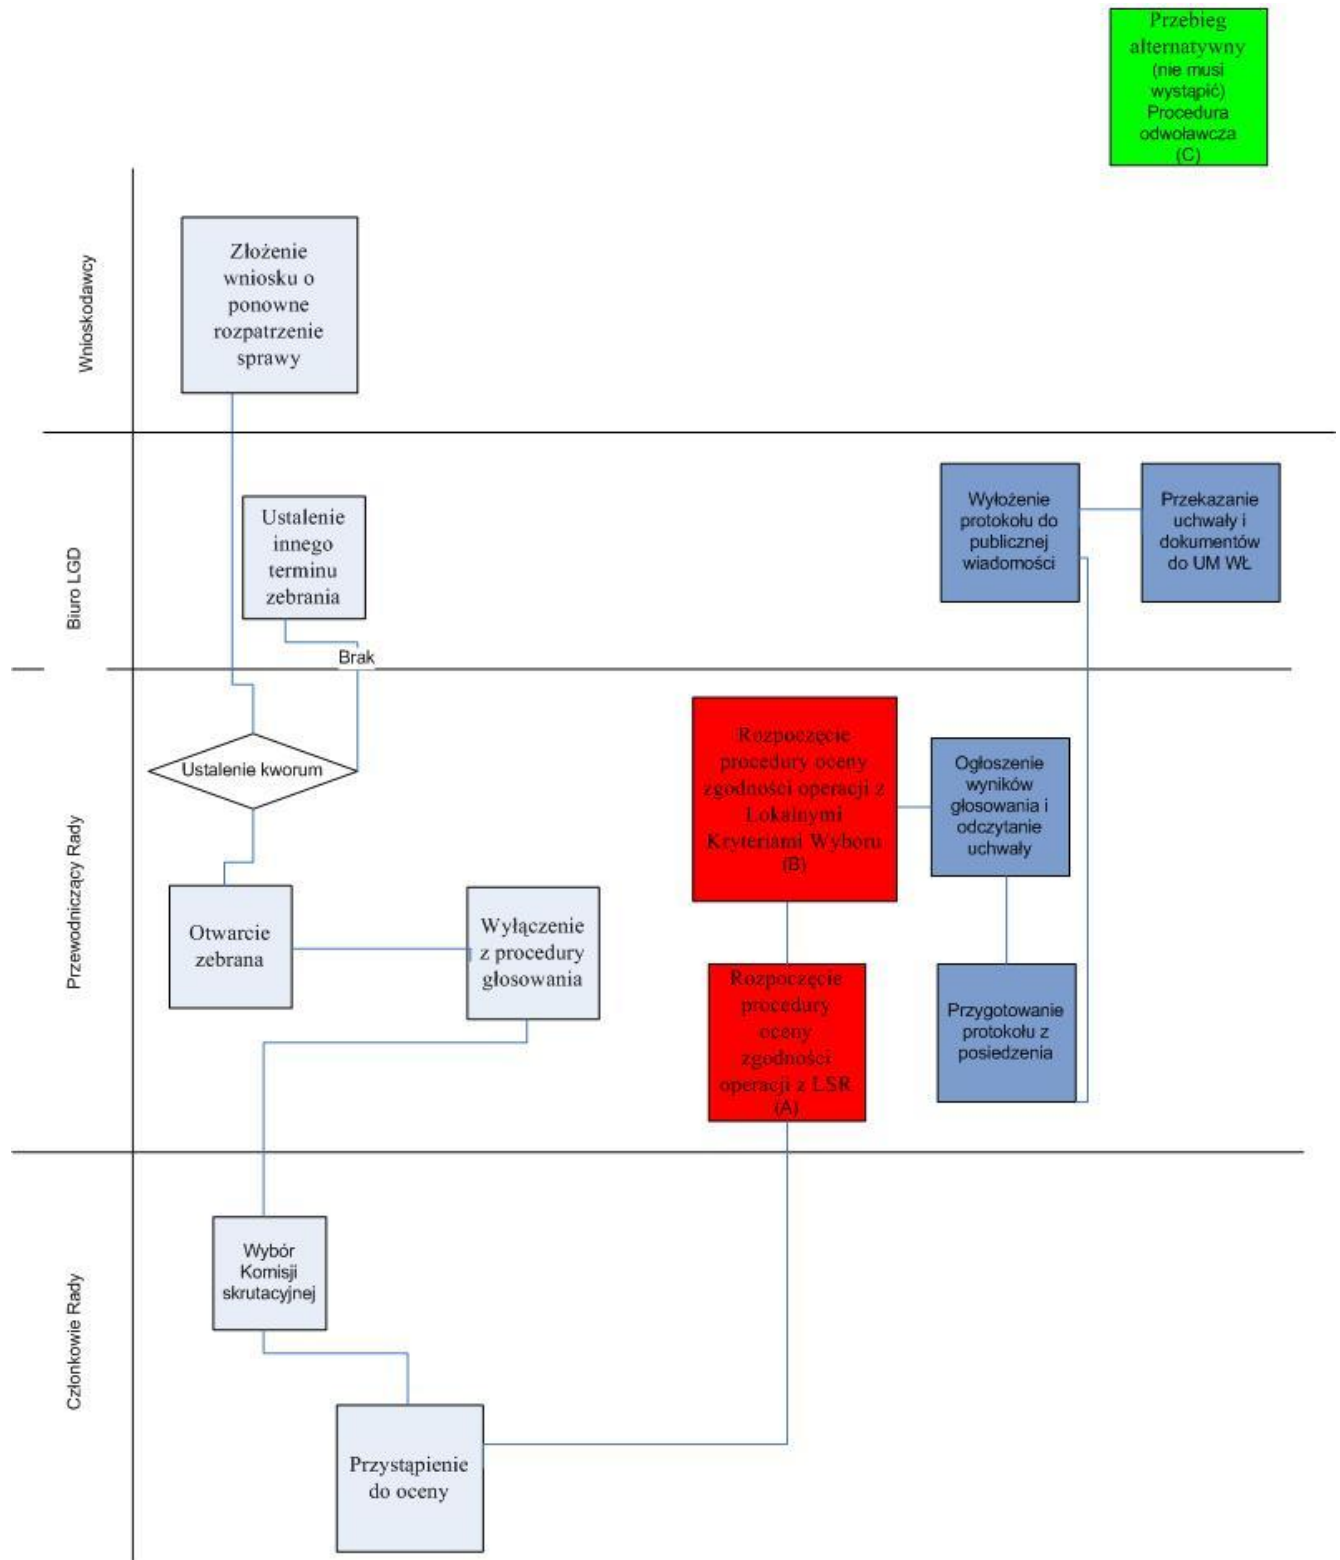 Przebieg
alternatywny
(nie musi
wystąpić)
Procedura
odwoławcza
(C)
Wnioskodawcy
Złożenie
wniosku o
ponowne
rozpatrzenie
sprawy
Biuro LGD
Ustalenie
innego
terminu
zebrania
Brak
Wyłożenie
protokołu do
publicznej
wiadomości
Przekazanie
uchwały i
dokumentów
do UM WŁ
Przewodniczący Rady
Ustalenie kworum
Otwarcie
zebrana
Wyłączenie
z procedury
głosowania
Rozpoczęcie
procedury oceny
zgodności operacji z
Lokalnymi
Kryteriami Wyboru
(B)
Rozpoczęcie
procedury
oceny
zgodności
operacji z LSR
(A)
Ogłoszenie
wyników
głosowania i
odczytanie
uchwały
Przygotowanie
protokołu z
posiedzenia
Członkowie Rady
Wybór
Komisji
skrutacyjnej
Przystąpienie
do oceny